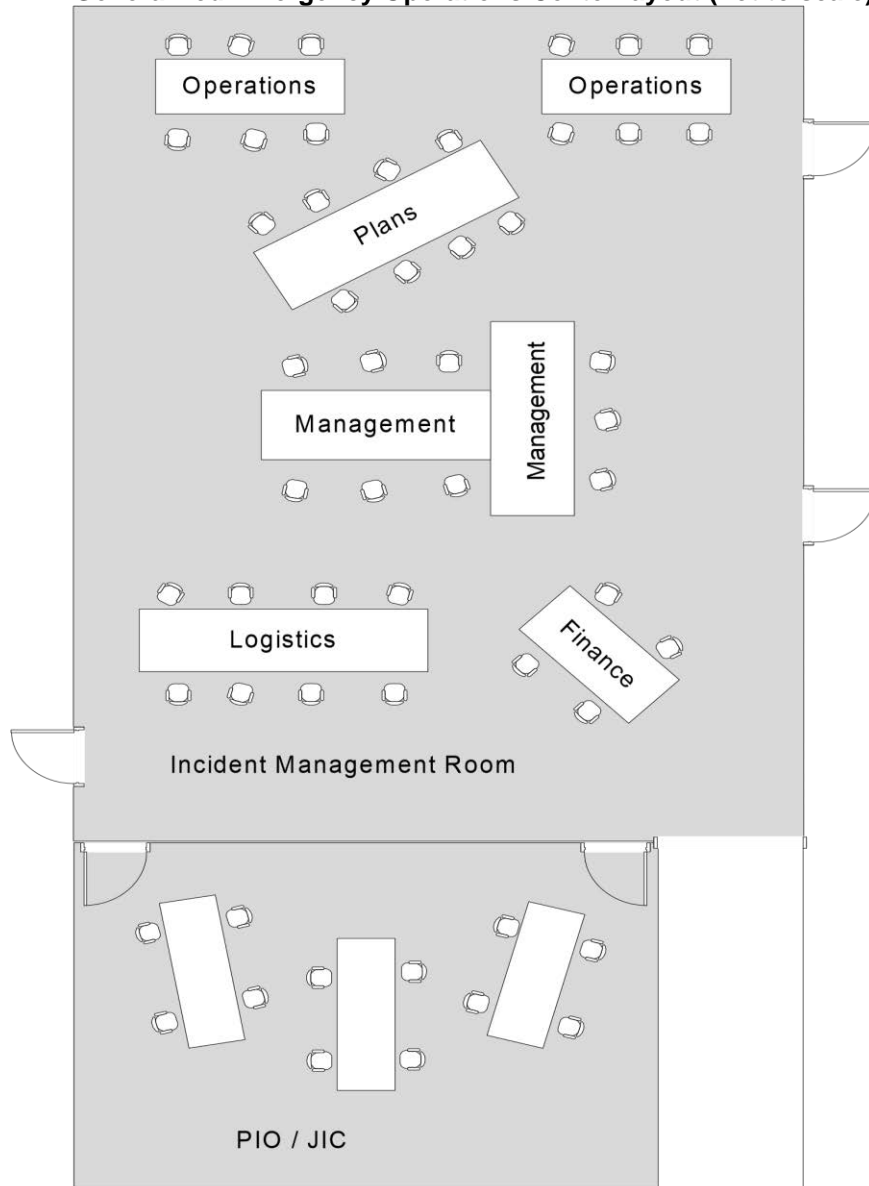 Operations
Operations
Plans
Management
Management
Logistics
Finance
Incident Management Room
PIO / JIC